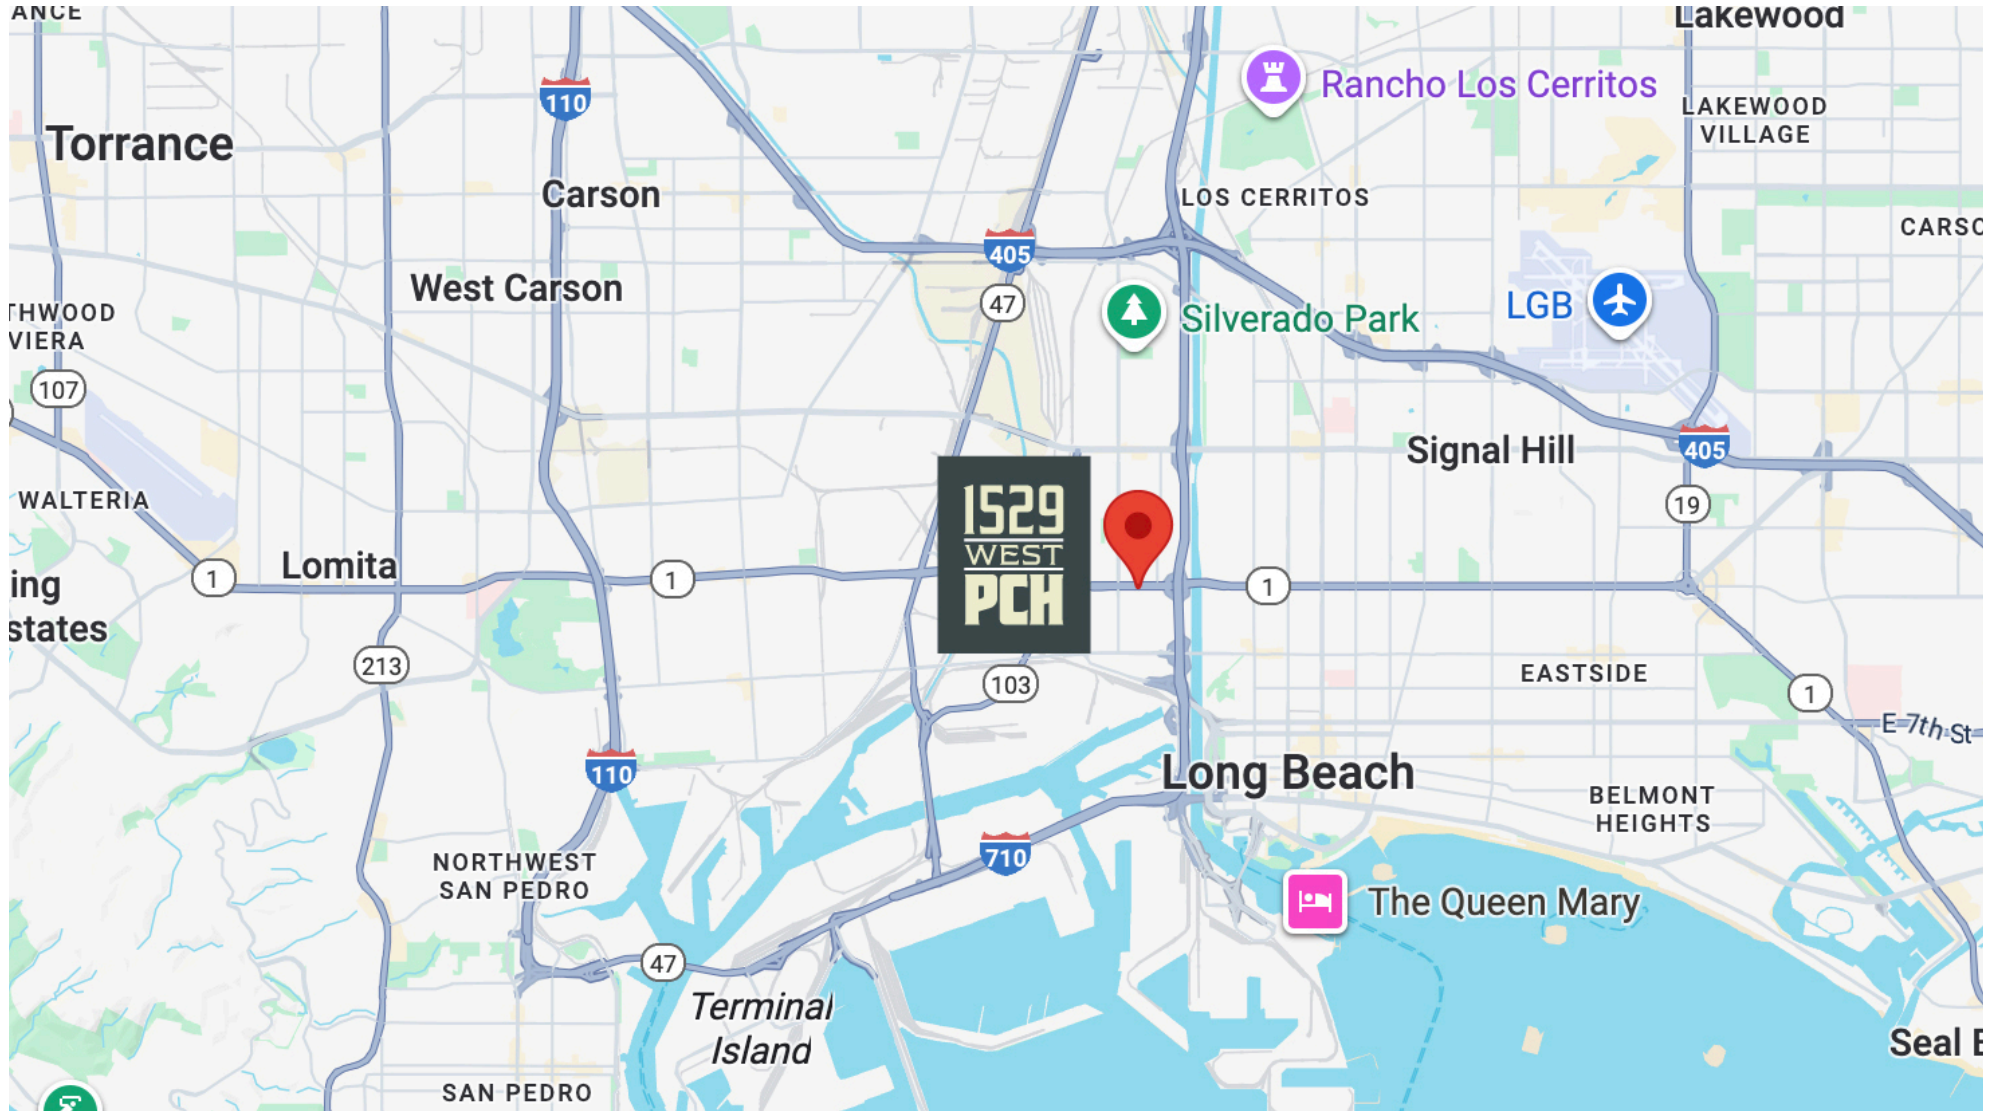 ANCE
Lakewood
110
Rancho Los Cerritos
LAKEWOOD
VILLAGE
Torrance
Carson
LOS CERRITOS
CARSO
405
West Carson
47
THWOOD
VIERA
Silverado Park
LGB
107
Signal Hill
405
WALTERIA
19
1529
WEST
PCH
Lomita
1
1
1
ing
states
213
103
EASTSIDE
1
E 7th St
110
Long Beach
BELMONT
HEIGHTS
710
NORTHWEST
SAN PEDRO
The Queen Mary
47
Terminal
Island
Seal B
SAN PEDRO